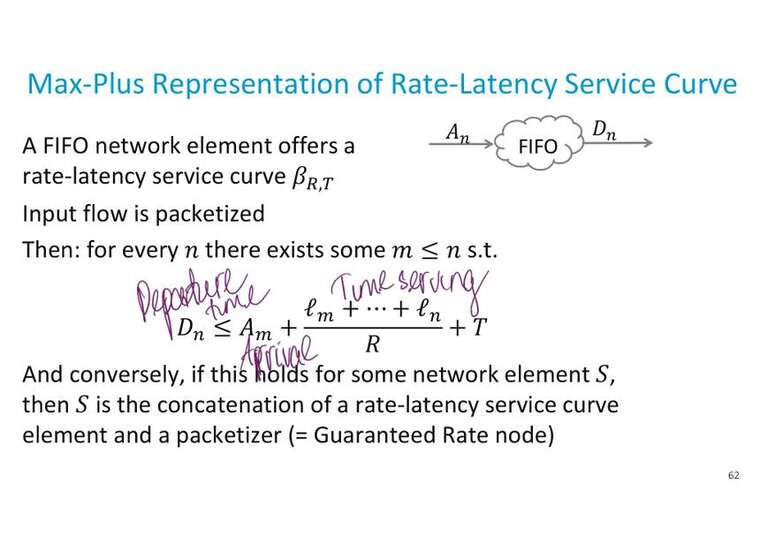 Max-Plus Representation of Rate-Latency Service Curve
A FIFO network element offers a
rate-latency service curve β_{R,T}
A_n FIFO D_n
Input flow is packetized
Then: for every n there exists some m ≤ n s.t.
Departure time
Time serving
D_n ≤ A_m + (ℓ_m + ⋯ + ℓ_n)/R + T
Arrival
And conversely, if this holds for some network element S,
then S is the concatenation of a rate-latency service curve
element and a packetizer (= Guaranteed Rate node)
62